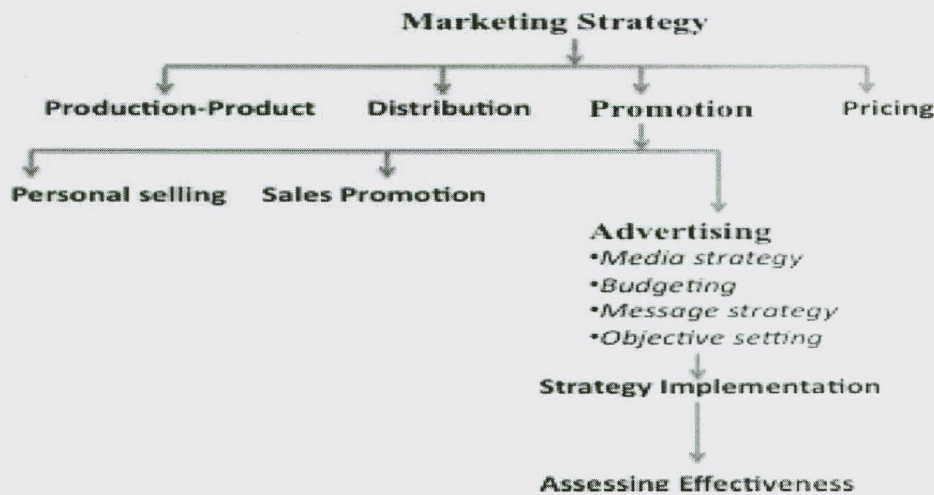 Marketing Strategy
Production-Product Distribution Promotion Pricing
Personal selling Sales Promotion
Advertising
•Media strategy
•Budgeting
•Message strategy
•Objective setting
Strategy Implementation
Assessing Effectiveness